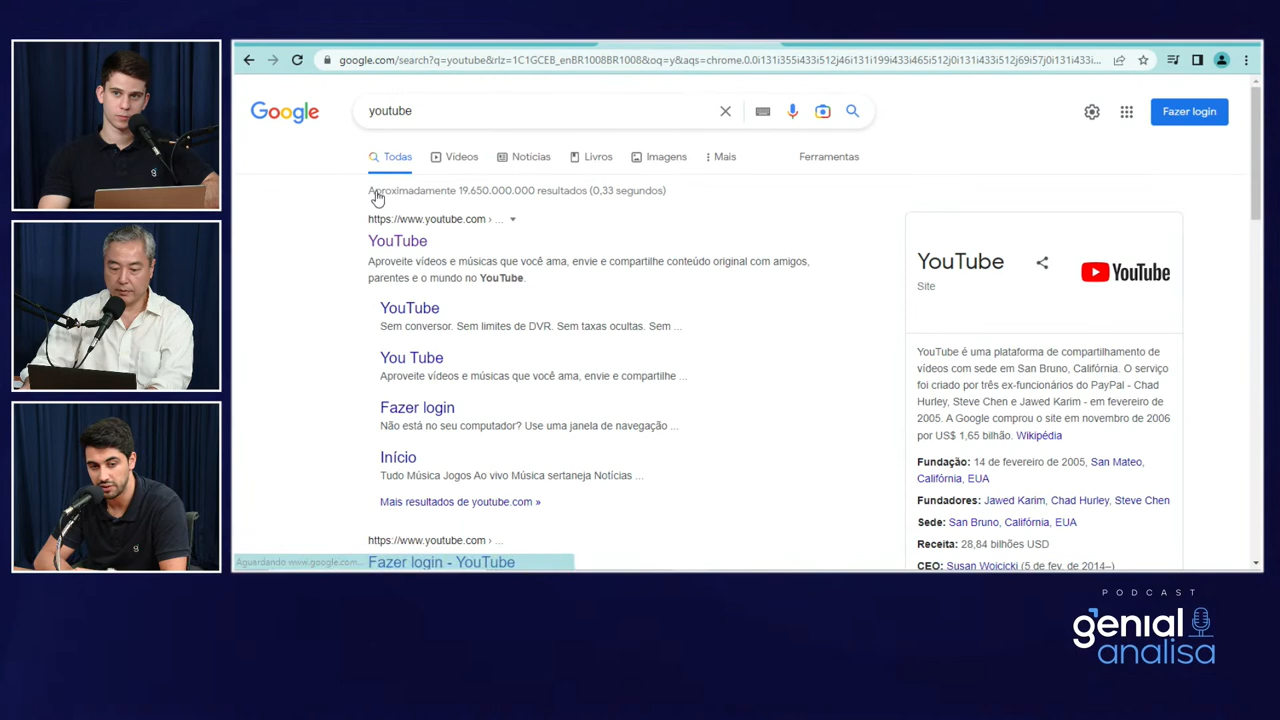 google.com/search?q=youtube&rlz=1C1GCEB_enBR1008BR1008&oq=y&aqs=chrome.0.0i131i355i433i512j46i131i199i433i465i512j0i131i433i512j69i57j0i131i433...
Google
youtube
Fazer login
Todas
Vídeos
Notícias
Livros
Imagens
Mais
Ferramentas
Aproximadamente 19.650.000.000 resultados (0,33 segundos)
https://www.youtube.com › ...
YouTube
Aproveite vídeos e músicas que você ama, envie e compartilhe conteúdo original com amigos,
parentes e o mundo no YouTube.
YouTube
Sem conversor. Sem limites de DVR. Sem taxas ocultas. Sem ...
You Tube
Aproveite vídeos e músicas que você ama, envie e compartilhe ...
Fazer login
Não está no seu computador? Use uma janela de navegação ...
Início
Tudo Música Jogos Ao vivo Música sertaneja Notícias ...
Mais resultados de youtube.com »
https://www.youtube.com › ...
Fazer login - YouTube
Aguardando www.google.com...
YouTube
Site
YouTube
YouTube é uma plataforma de compartilhamento de
vídeos com sede em San Bruno, Califórnia. O serviço
foi criado por três ex-funcionários do PayPal - Chad
Hurley, Steve Chen e Jawed Karim - em fevereiro de
2005. A Google comprou o site em novembro de 2006
por US$ 1,65 bilhão. Wikipédia
Fundação: 14 de fevereiro de 2005, San Mateo,
Califórnia, EUA
Fundadores: Jawed Karim, Chad Hurley, Steve Chen
Sede: San Bruno, Califórnia, EUA
Receita: 28,84 bilhões USD
CEO: Susan Wojcicki (5 de fev. de 2014–)
PODCAST
genial
analisa